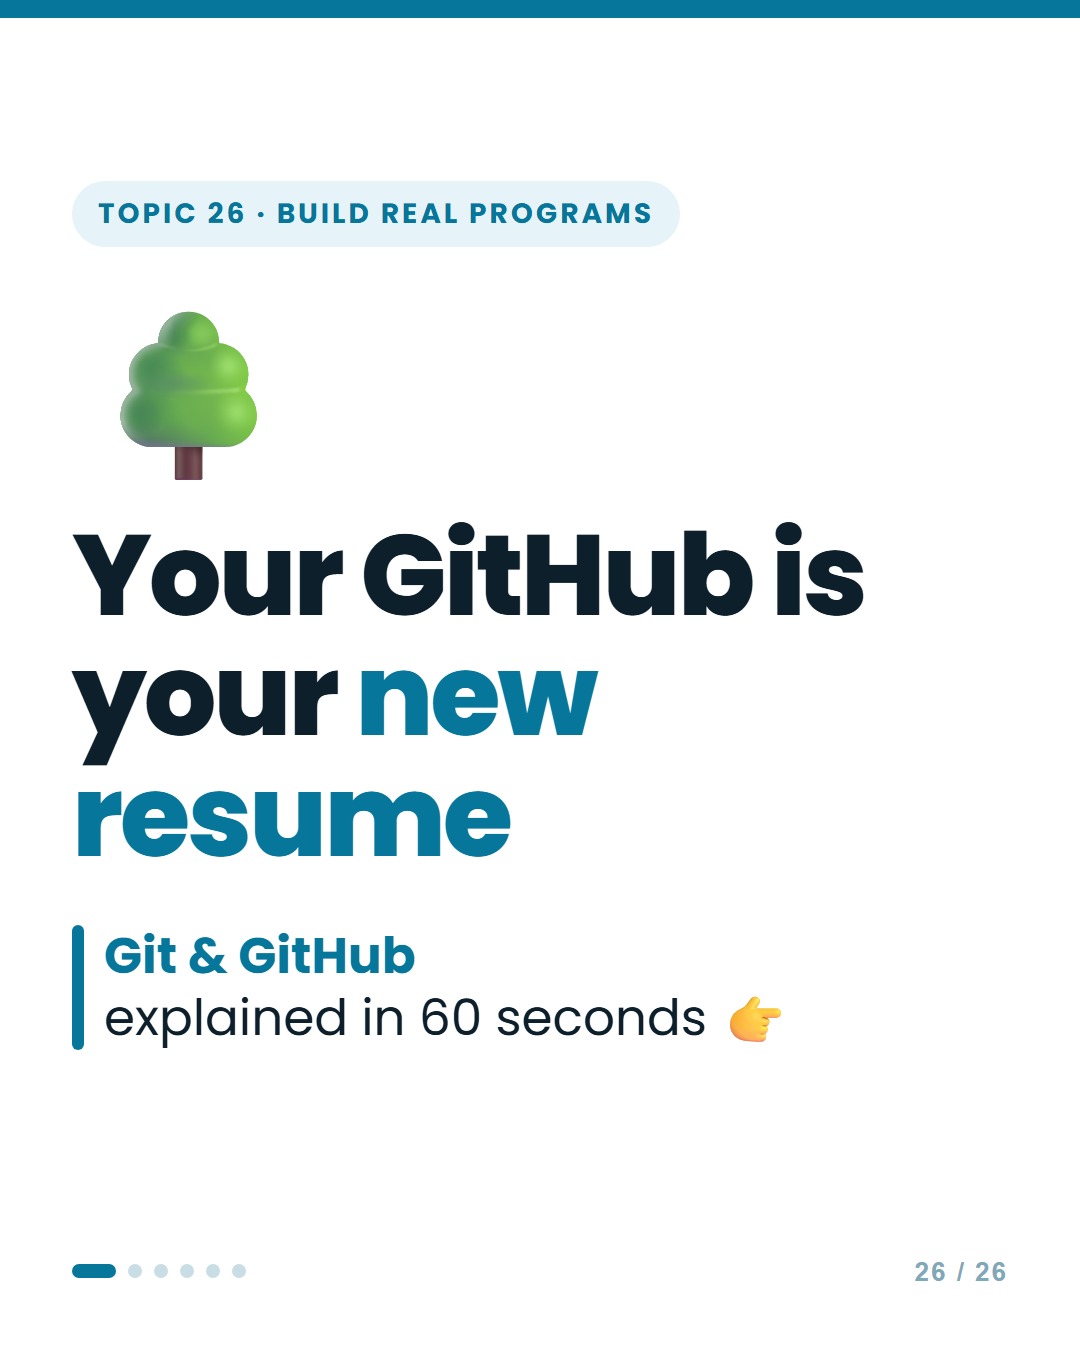 TOPIC 26 · BUILD REAL PROGRAMS
Your GitHub is
your new
resume
Git & GitHub
explained in 60 seconds 👉
26 / 26